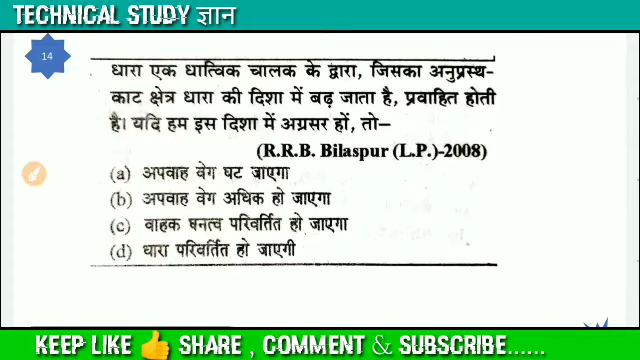 TECHNICAL STUDY ज्ञान
14
धारा एक धात्विक चालक के द्वारा, जिसका अनुप्रस्थ-
काट क्षेत्र धारा की दिशा में बढ़ जाता है, प्रवाहित होती
है। यदि हम इस दिशा में अग्रसर हों, तो–
(R.R.B. Bilaspur (L.P.)-2008)
(a) अपवाह वेग घट जाएगा
(b) अपवाह वेग अधिक हो जाएगा
(c) वाहक घनत्व परिवर्तित हो जाएगा
(d) धारा परिवर्तित हो जाएगी
KEEP LIKE 👍 SHARE , COMMENT & SUBSCRIBE......